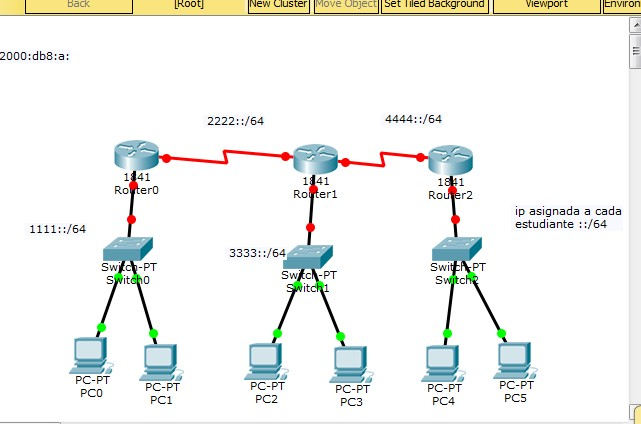 Back
[Root]
New Cluster
Move Object
Set Tiled Background
Viewport
Environ
2000:db8:a:
2222::/64
4444::/64
1841
Router0
1841
Router1
1841
Router2
1111::/64
3333::/64
ip asignada a cada
estudiante ::/64
Switch-PT
Switch0
Switch-PT
Switch1
Switch-PT
Switch2
PC-PT
PC0
PC-PT
PC1
PC-PT
PC2
PC-PT
PC3
PC-PT
PC4
PC-PT
PC5